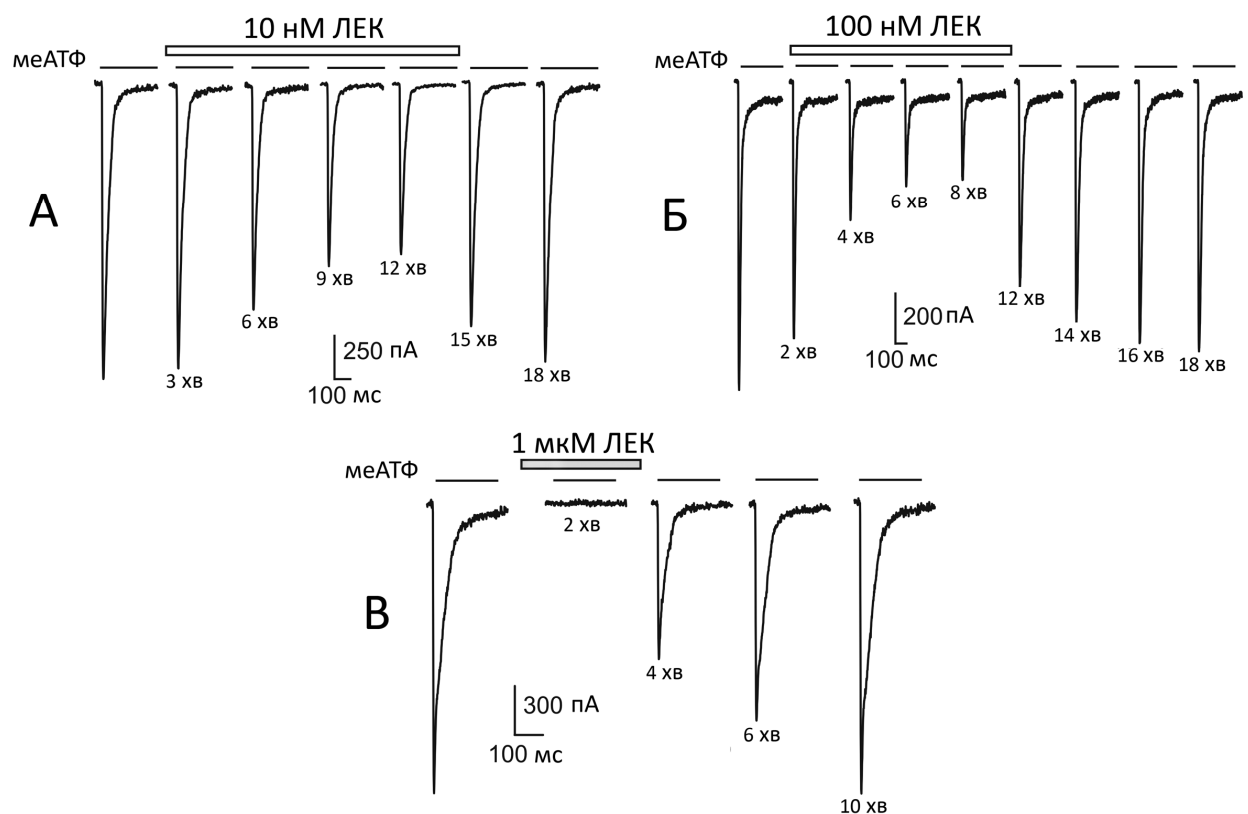 10 нМ ЛЕК
меАТФ
А
3 хв
6 хв
9 хв
12 хв
15 хв
18 хв
250 пА
100 мс
100 нМ ЛЕК
меАТФ
Б
2 хв
4 хв
6 хв
8 хв
12 хв
14 хв
16 хв
18 хв
200 пА
100 мс
1 мкМ ЛЕК
меАТФ
В
2 хв
4 хв
6 хв
10 хв
300 пА
100 мс